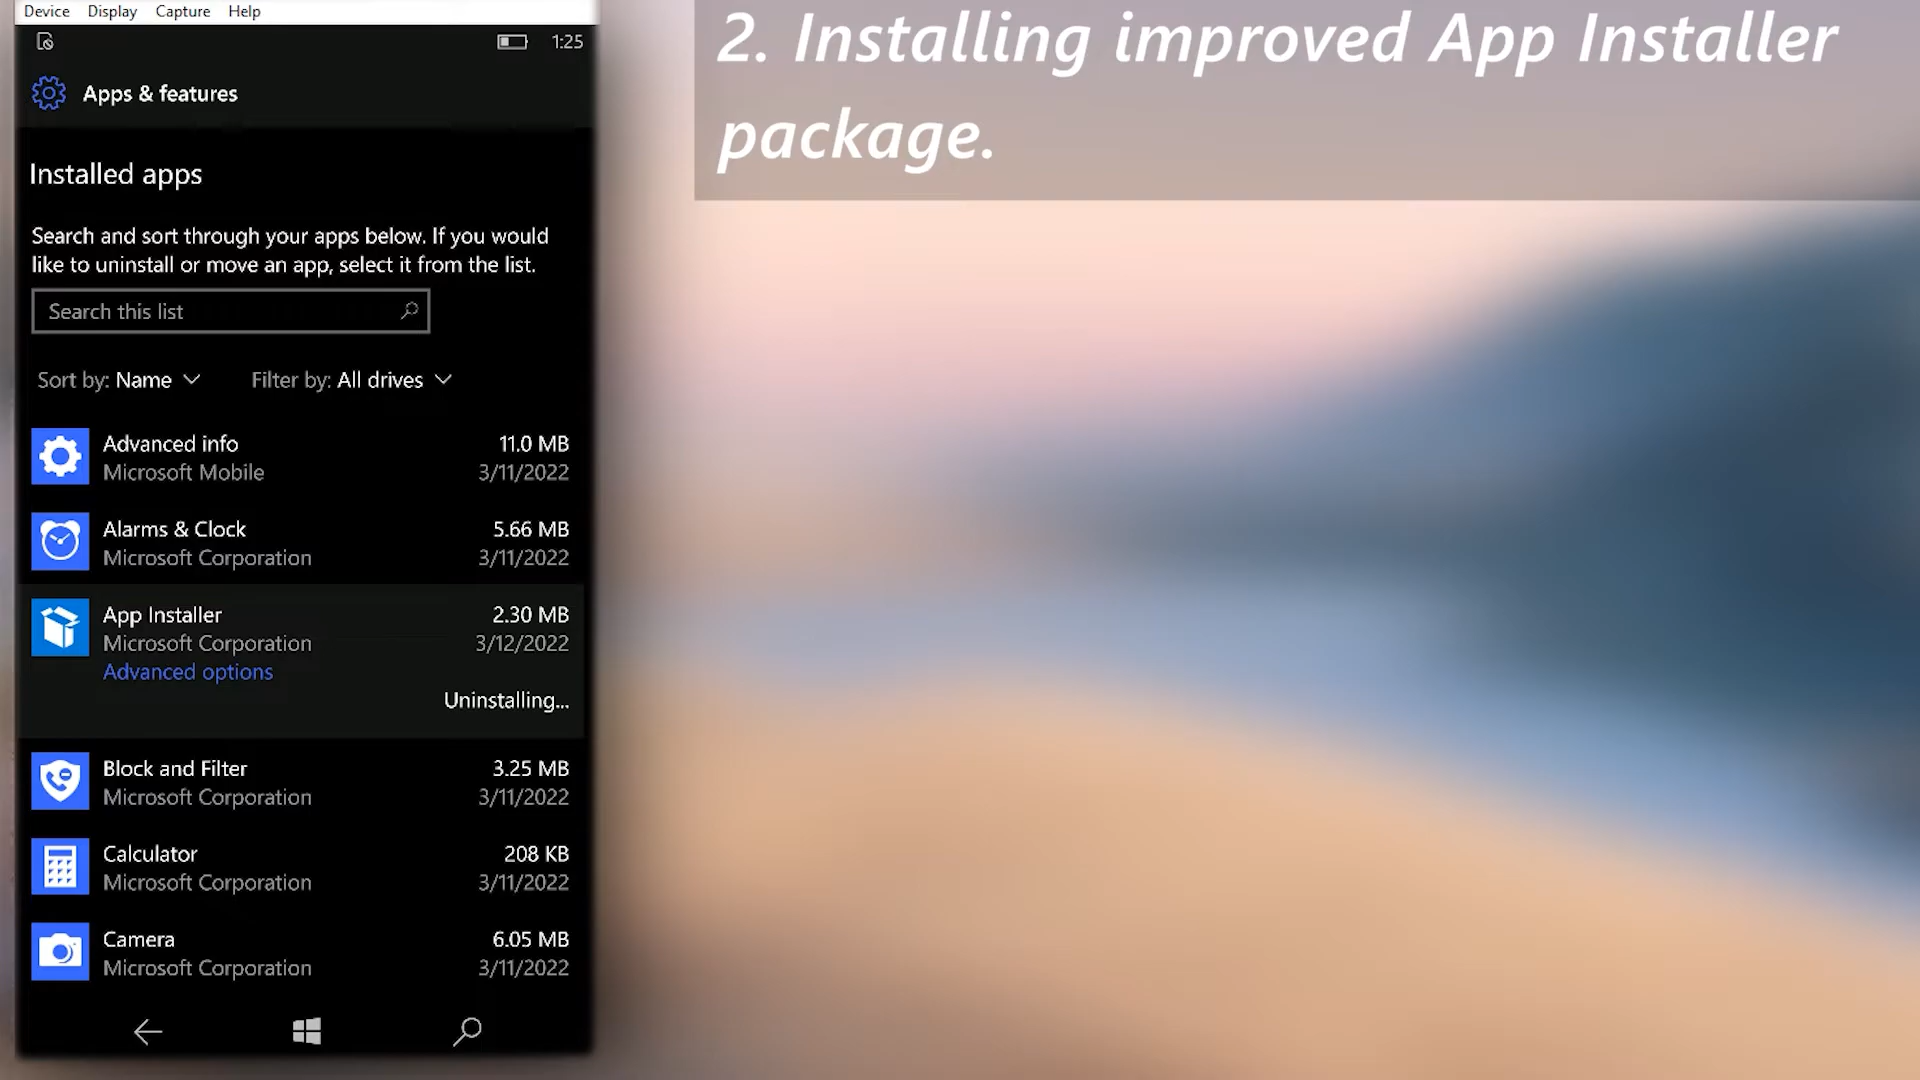 Device Display Capture Help
1:25
Apps & features
Installed apps
Search and sort through your apps below. If you would
like to uninstall or move an app, select it from the list.
Search this list
Sort by: Name Filter by: All drives
Advanced info 11.0 MB
Microsoft Mobile 3/11/2022
Alarms & Clock 5.66 MB
Microsoft Corporation 3/11/2022
App Installer 2.30 MB
Microsoft Corporation 3/12/2022
Advanced options
Uninstalling...
Block and Filter 3.25 MB
Microsoft Corporation 3/11/2022
Calculator 208 KB
Microsoft Corporation 3/11/2022
Camera 6.05 MB
Microsoft Corporation 3/11/2022
2. Installing improved App Installer
package.